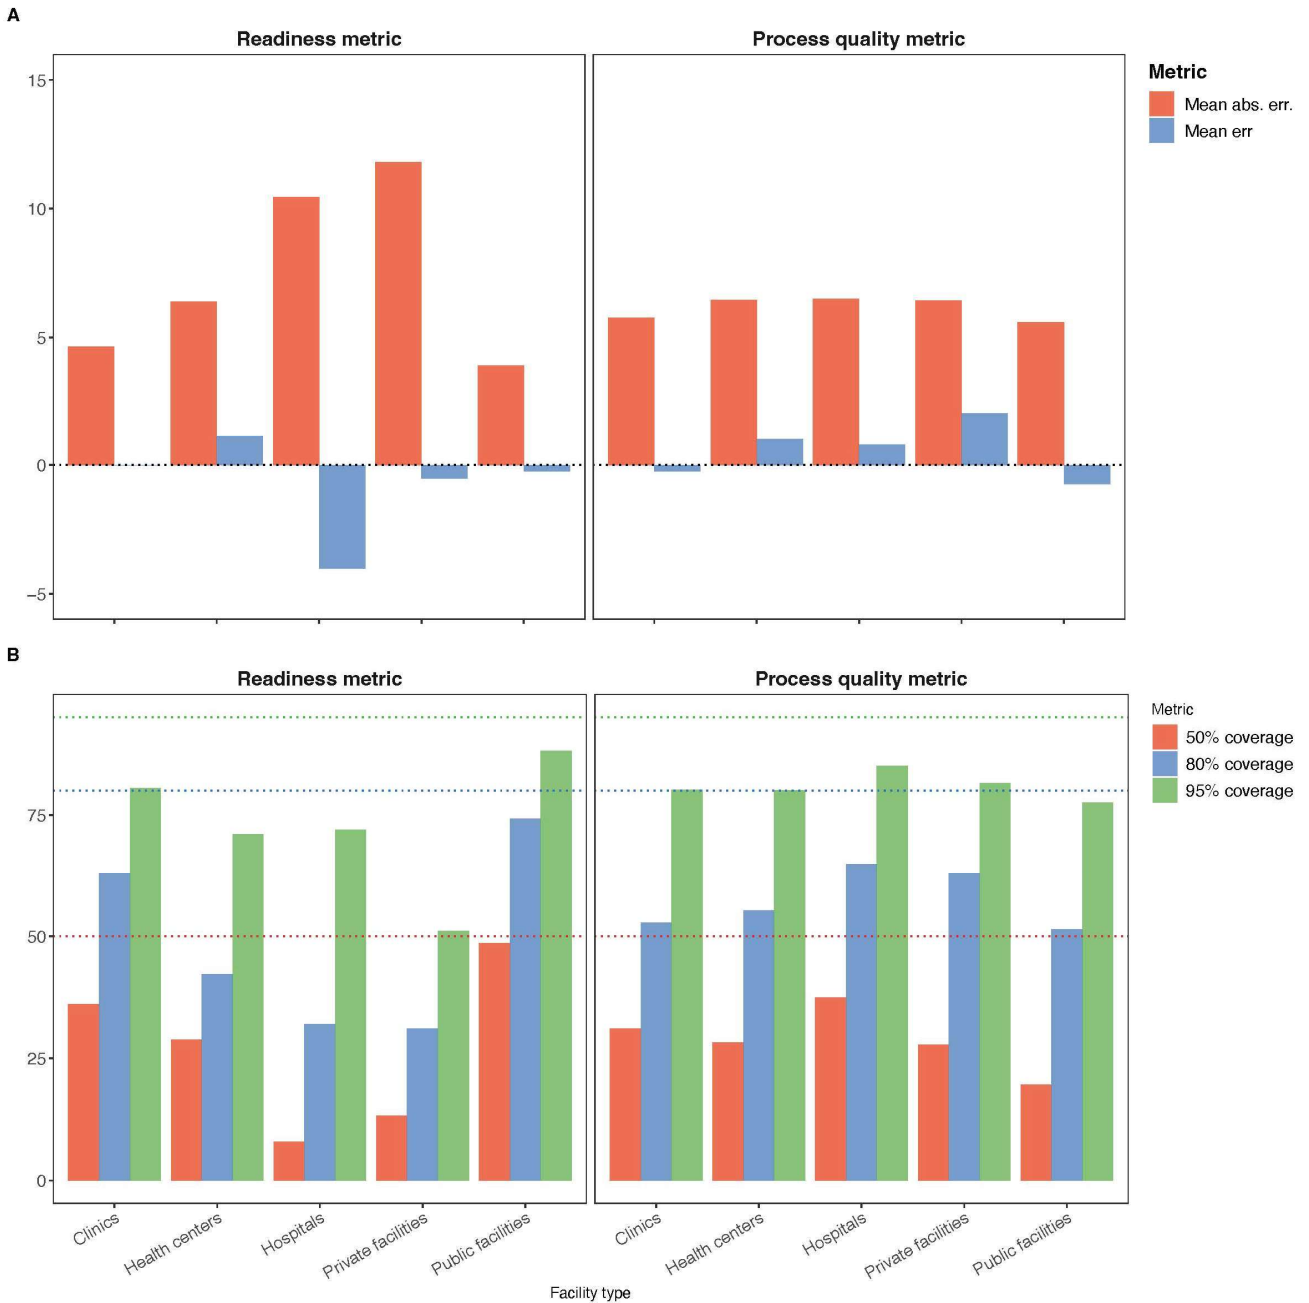 A
Readiness metric
Process quality metric
15
10
5
0
−5
Metric
Mean abs. err.
Mean err
B
Readiness metric
Process quality metric
75
50
25
0
Metric
50% coverage
80% coverage
95% coverage
Clinics
Health centers
Hospitals
Private facilities
Public facilities
Clinics
Health centers
Hospitals
Private facilities
Public facilities
Facility type